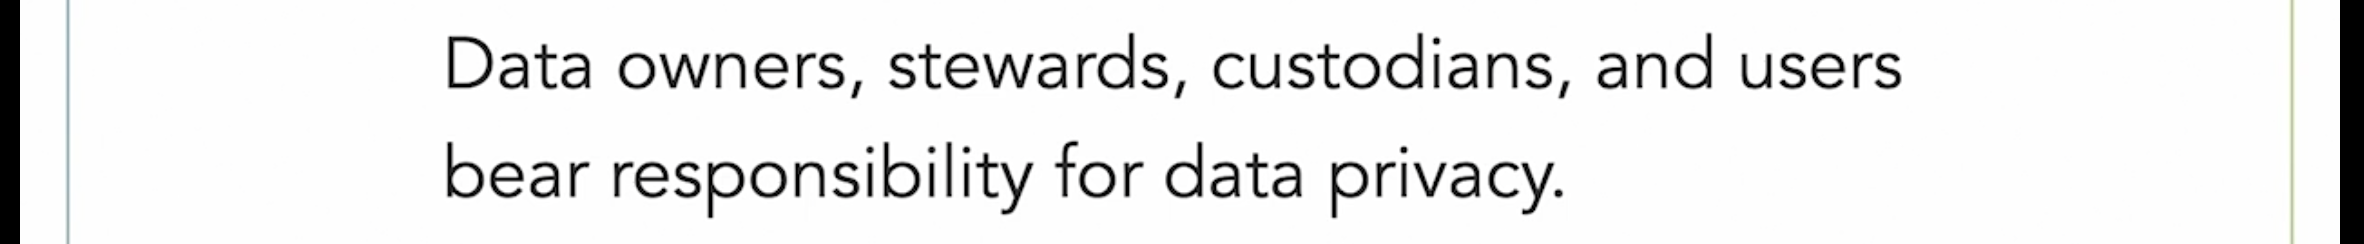 Data owners, stewards, custodians, and users
bear responsibility for data privacy.